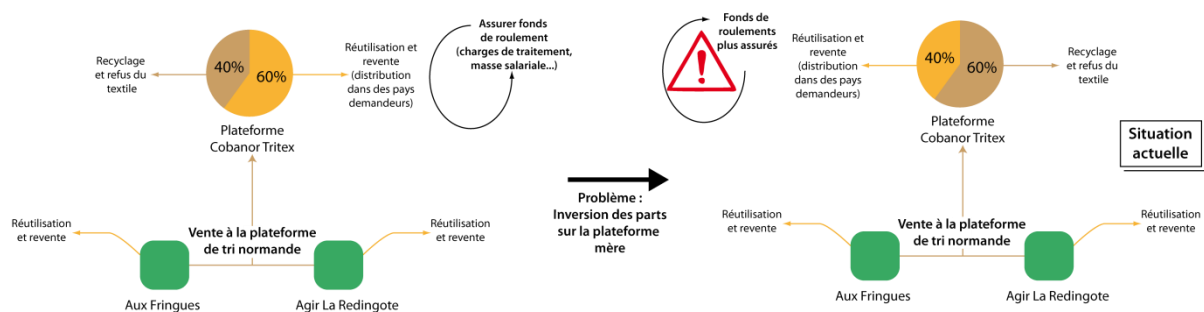 Assurer fonds
de roulement
(charges de traitement,
masse salariale...)
Recyclage
et refus du
textile
40%
60%
Réutilisation et
revente
(distribution
dans des pays
demandeurs)
Plateforme
Cobanor Tritex
Réutilisation
et revente
Vente à la plateforme
de tri normande
Réutilisation
et revente
Aux Fringues
Agir La Redingote
Problème :
Inversion des parts
sur la plateforme
mère
Fonds de
roulements
plus assurés
!
Réutilisation et
revente
(distribution
dans des pays
demandeurs)
40%
60%
Recyclage
et refus du
textile
Plateforme
Cobanor Tritex
Situation
actuelle
Réutilisation
et revente
Vente à la plateforme
de tri normande
Réutilisation
et revente
Aux Fringues
Agir La Redingote